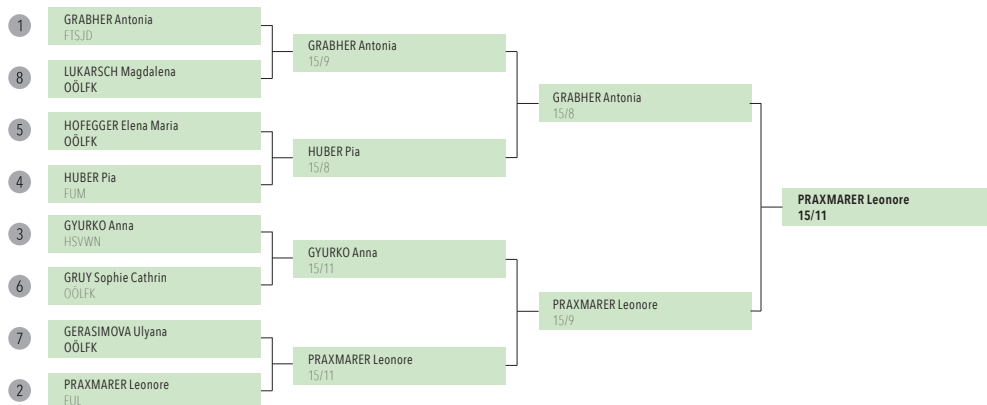 1
GRABHER Antonia
FTSJD
8
LUKARSCH Magdalena
OÖLFK
5
HOFEGGER Elena Maria
OÖLFK
4
HUBER Pia
FUM
3
GYURKO Anna
HSVWN
6
GRUY Sophie Cathrin
OÖLFK
7
GERASIMOVA Ulyana
OÖLFK
2
PRAXMARER Leonore
FUL
GRABHER Antonia
15/9
HUBER Pia
15/8
GYURKO Anna
15/11
PRAXMARER Leonore
15/11
GRABHER Antonia
15/8
PRAXMARER Leonore
15/9
PRAXMARER Leonore
15/11